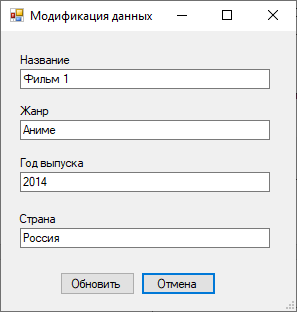 Модификация данных
Название
Фильм 1
Жанр
Аниме
Год выпуска
2014
Страна
Россия
Обновить Отмена